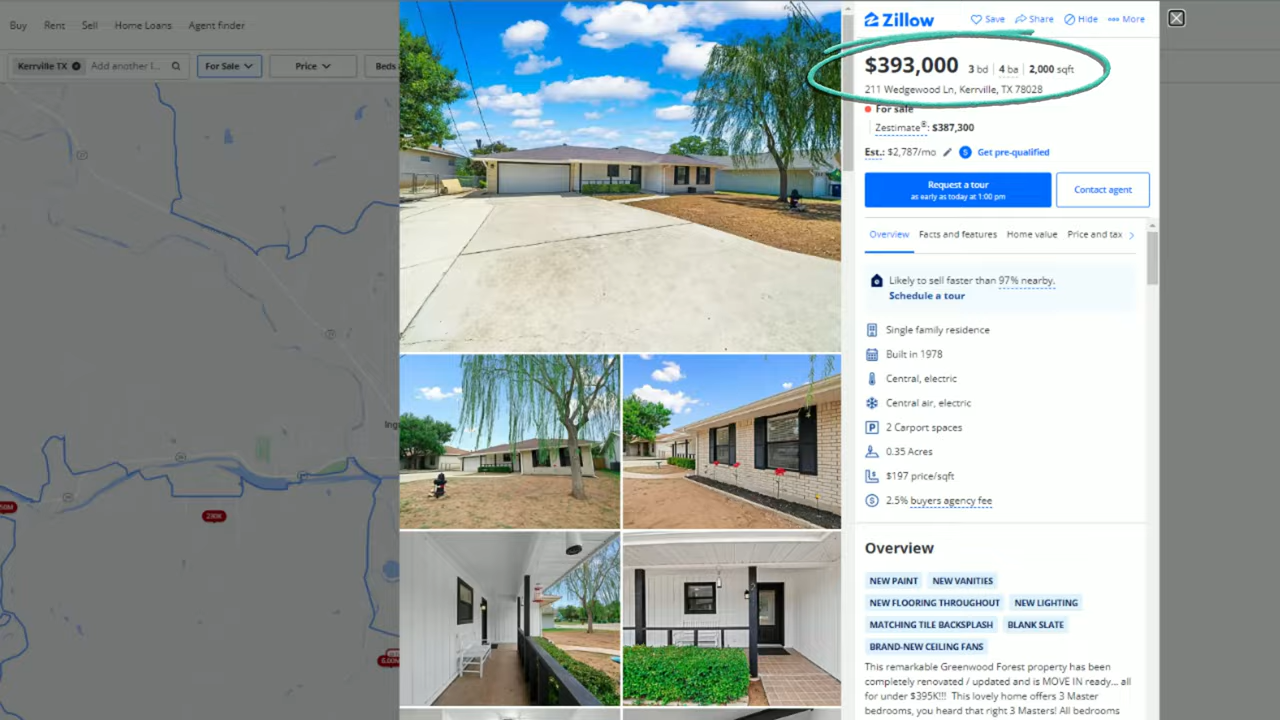 Buy Rent Sell Home Loans Agent finder
Zillow Save Share Hide More
Kerrville TX Add another l... For Sale Price Beds
$393,000 3 bd 4 ba 2,000 sqft
211 Wedgewood Ln, Kerrville, TX 78028
For sale
Zestimate®: $387,300
Est.: $2,787/mo $ Get pre-qualified
Request a tour
as early as today at 1:00 pm
Contact agent
Overview Facts and features Home value Price and tax
Likely to sell faster than 97% nearby.
Schedule a tour
Single family residence
Built in 1978
Central, electric
Central air, electric
P 2 Carport spaces
0.35 Acres
$197 price/sqft
$ 2.5% buyers agency fee
Ing
290K
Overview
NEW PAINT NEW VANITIES
NEW FLOORING THROUGHOUT NEW LIGHTING
MATCHING TILE BACKSPLASH BLANK SLATE
BRAND-NEW CEILING FANS
This remarkable Greenwood Forest property has been
completely renovated / updated and is MOVE IN ready... all
for under $395K!!! This lovely home offers 3 Master
bedrooms, you heard that right 3 Masters! All bedrooms